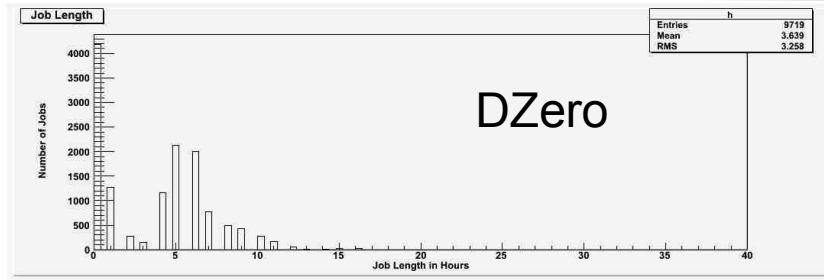 Job Length
h
Entries 9719
Mean 3.639
RMS 3.258
DZero
Number of Jobs
4000
3500
3000
2500
2000
1500
1000
500
0
0 5 10 15 20 25 30 35 40
Job Length in Hours